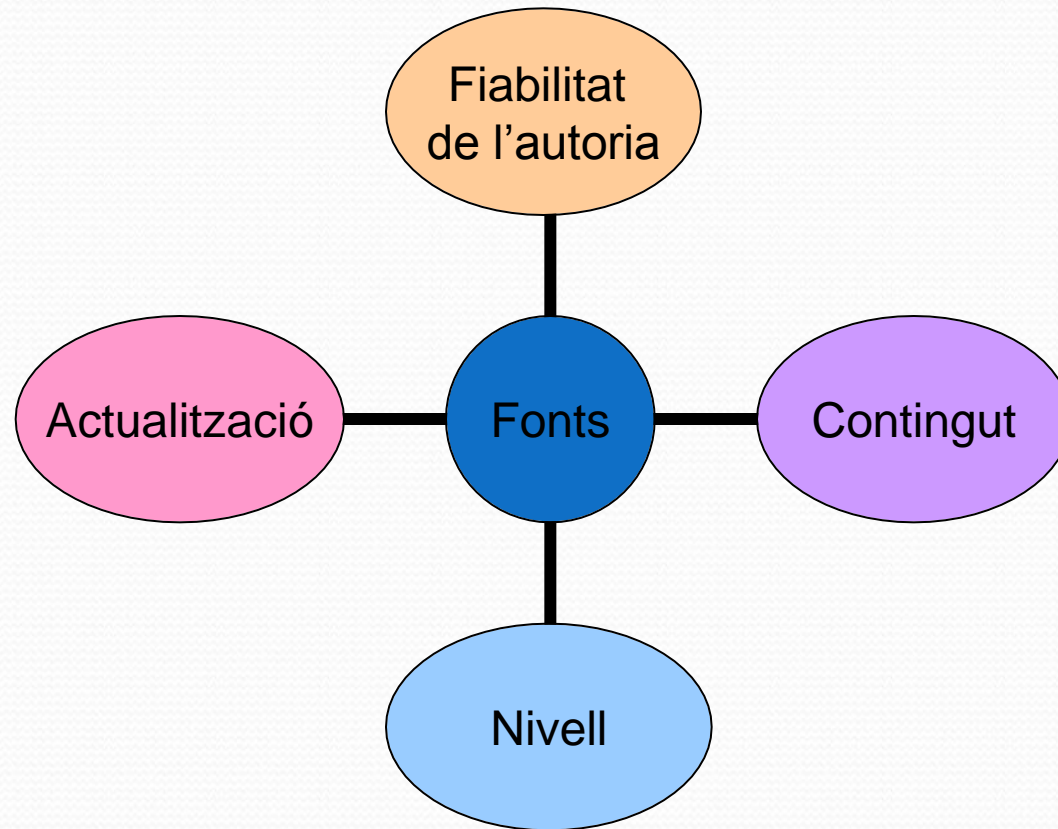 Fiabilitat
de l’autoria
Actualització
Fonts
Contingut
Nivell